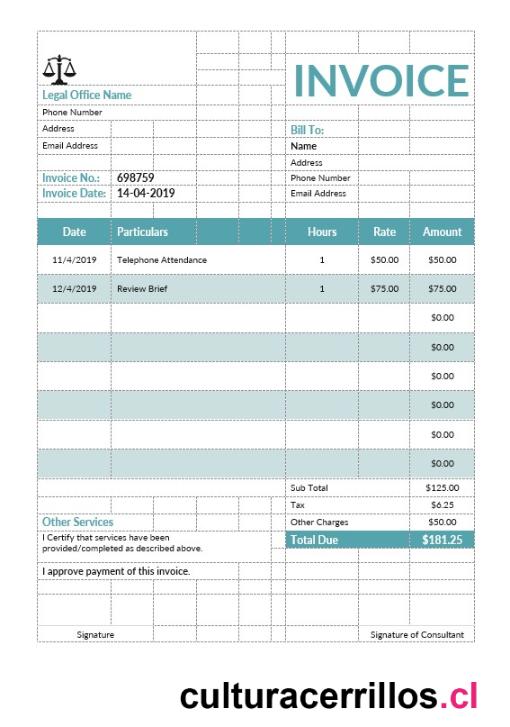 INVOICE
Legal Office Name
Phone Number
Address
Bill To:
Email Address
Name
Address
Invoice No.: 698759
Phone Number
Invoice Date: 14-04-2019
Email Address
Date Particulars Hours Rate Amount
11/4/2019 Telephone Attendance 1 $50.00 $50.00
12/4/2019 Review Brief 1 $75.00 $75.00
$0.00
$0.00
$0.00
$0.00
$0.00
$0.00
Sub Total $125.00
Tax $6.25
Other Services
Other Charges $50.00
I Certify that services have been
provided/completed as described above.
Total Due $181.25
I approve payment of this invoice.
Signature Signature of Consultant
culturacerrillos.cl